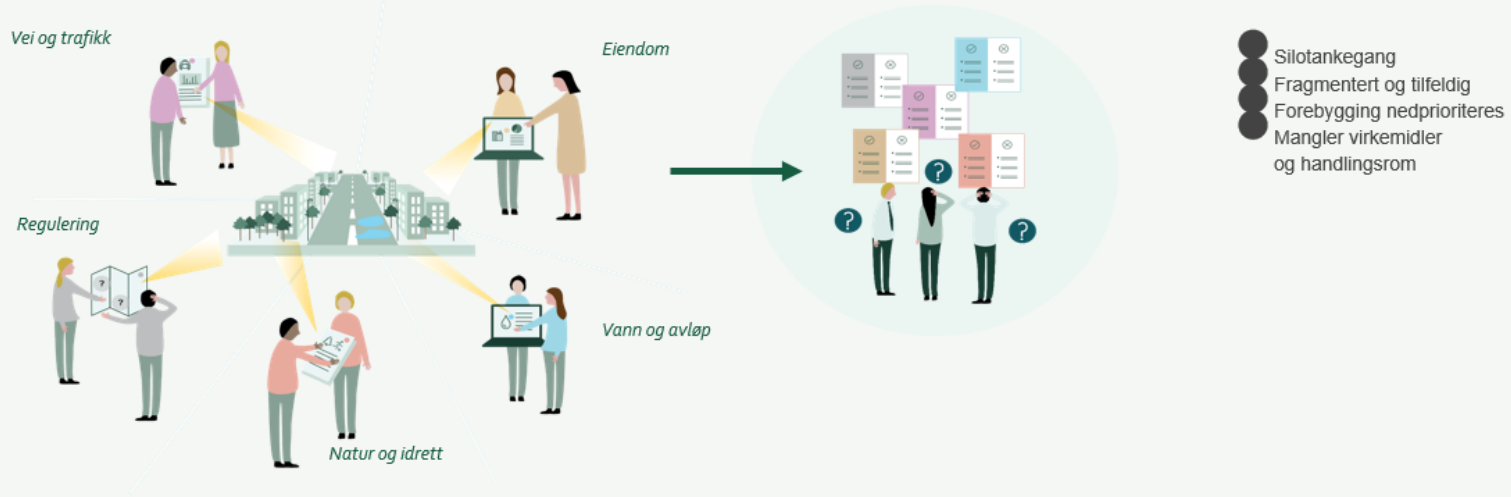 Vei og trafikk
Eiendom
Regulering
Vann og avløp
Natur og idrett
?
?
?
?
?
Silotankegang
Fragmentert og tilfeldig
Forebygging nedprioriteres
Mangler virkemidler
og handlingsrom